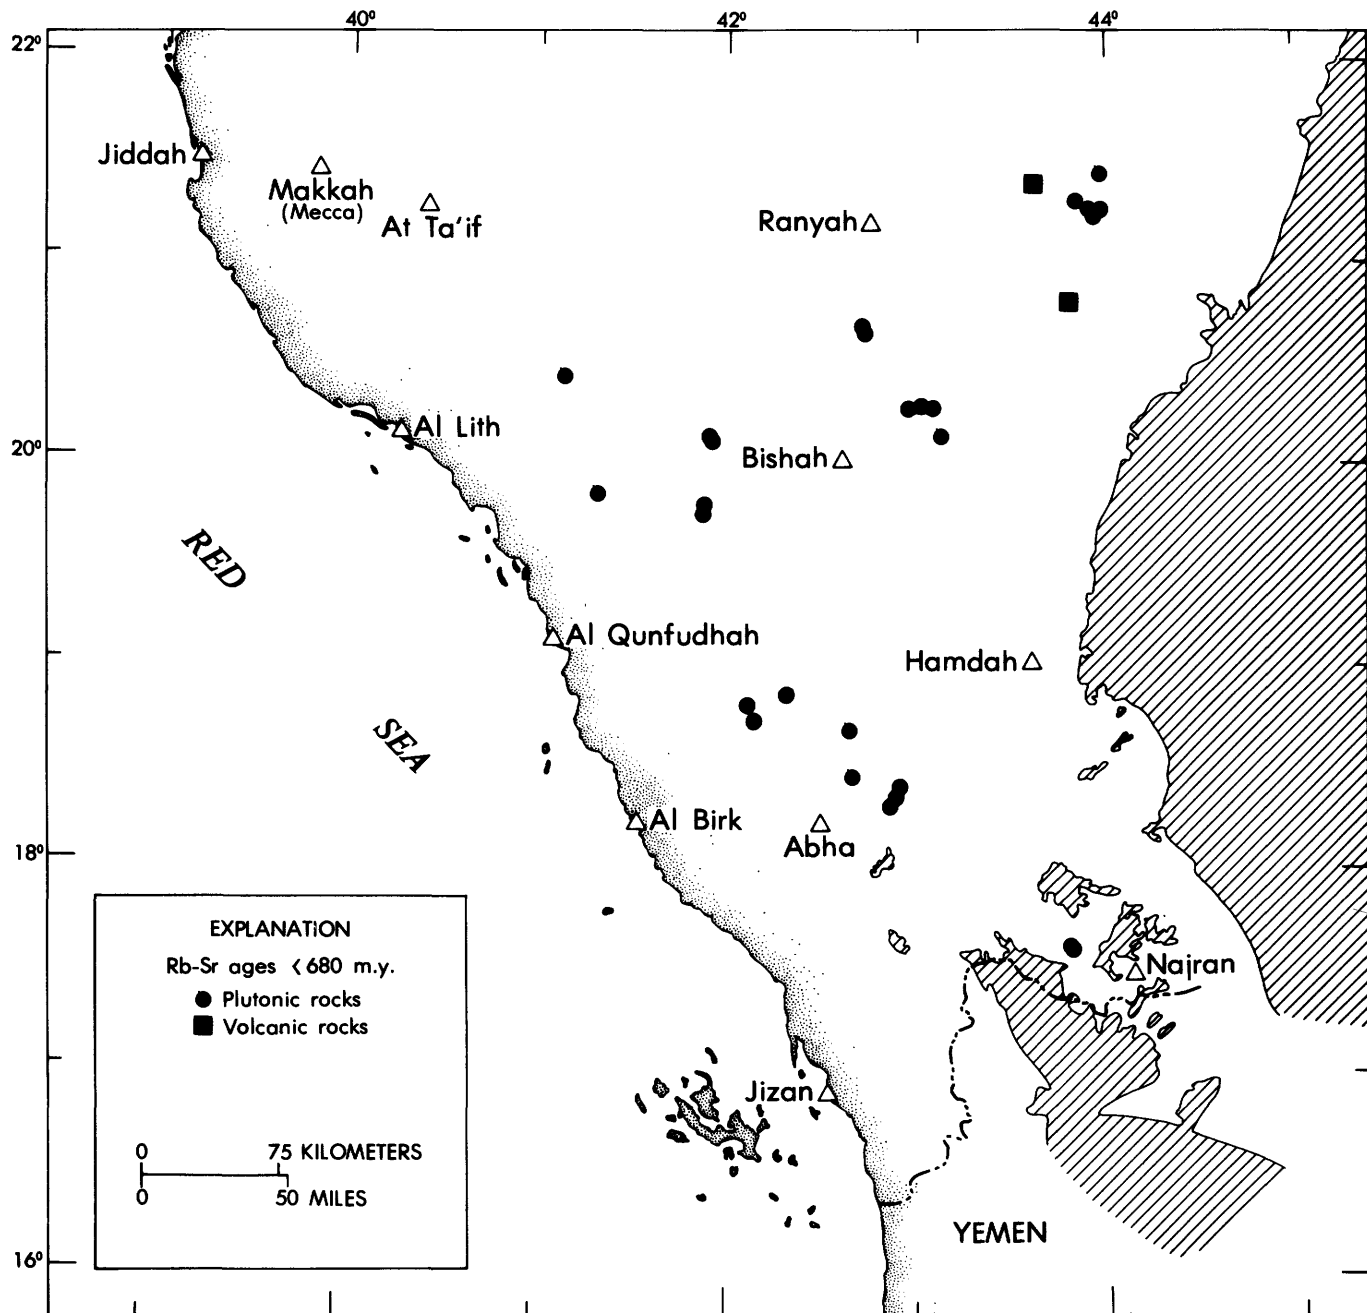 40° 42° 44°
22°
Jiddah
Makkah
(Mecca)
At Ta'if
Ranyah
Al Lith
20°
Bishah
RED
Al Qunfudhah
Hamdah
SEA
Al Birk
Abha
18°
EXPLANATION
Rb-Sr ages <680 m.y.
Plutonic rocks
Volcanic rocks
Najran
Jizan
0 75 KILOMETERS
0 50 MILES
YEMEN
16°